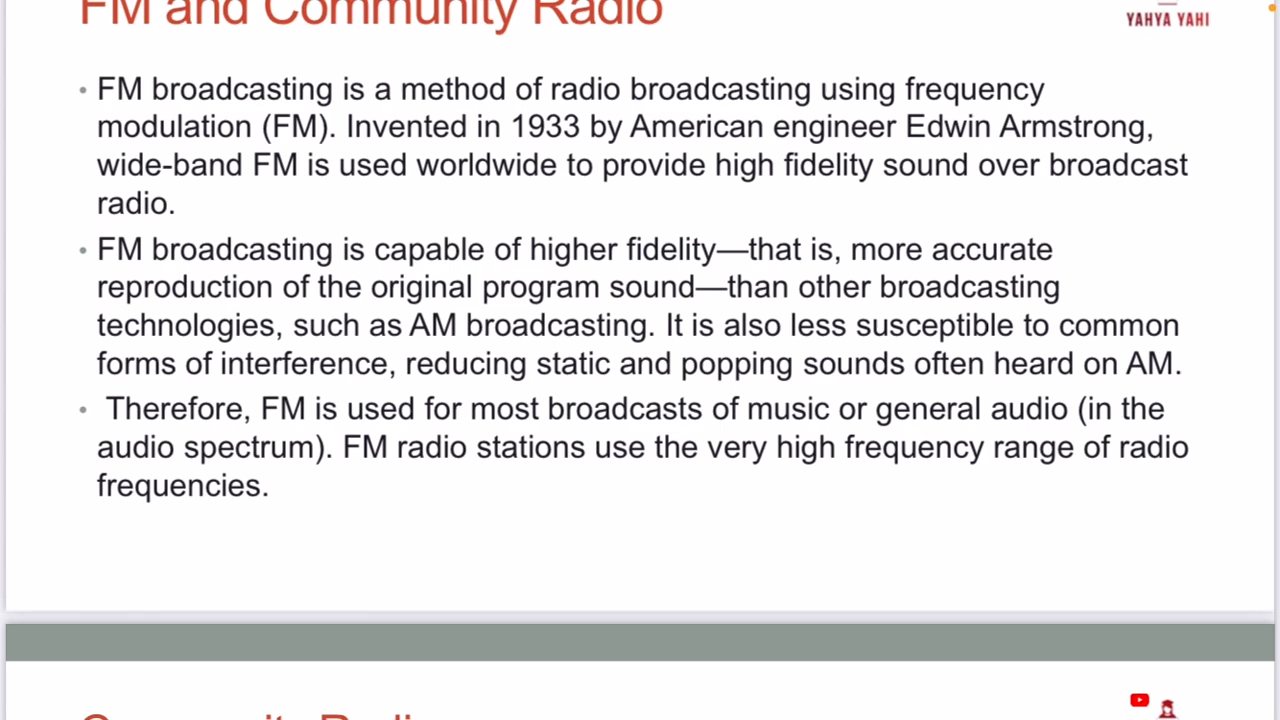 FM and Community Radio
YAHYA YAHI
• FM broadcasting is a method of radio broadcasting using frequency
modulation (FM). Invented in 1933 by American engineer Edwin Armstrong,
wide-band FM is used worldwide to provide high fidelity sound over broadcast
radio.
• FM broadcasting is capable of higher fidelity—that is, more accurate
reproduction of the original program sound—than other broadcasting
technologies, such as AM broadcasting. It is also less susceptible to common
forms of interference, reducing static and popping sounds often heard on AM.
• Therefore, FM is used for most broadcasts of music or general audio (in the
audio spectrum). FM radio stations use the very high frequency range of radio
frequencies.
Community Radio